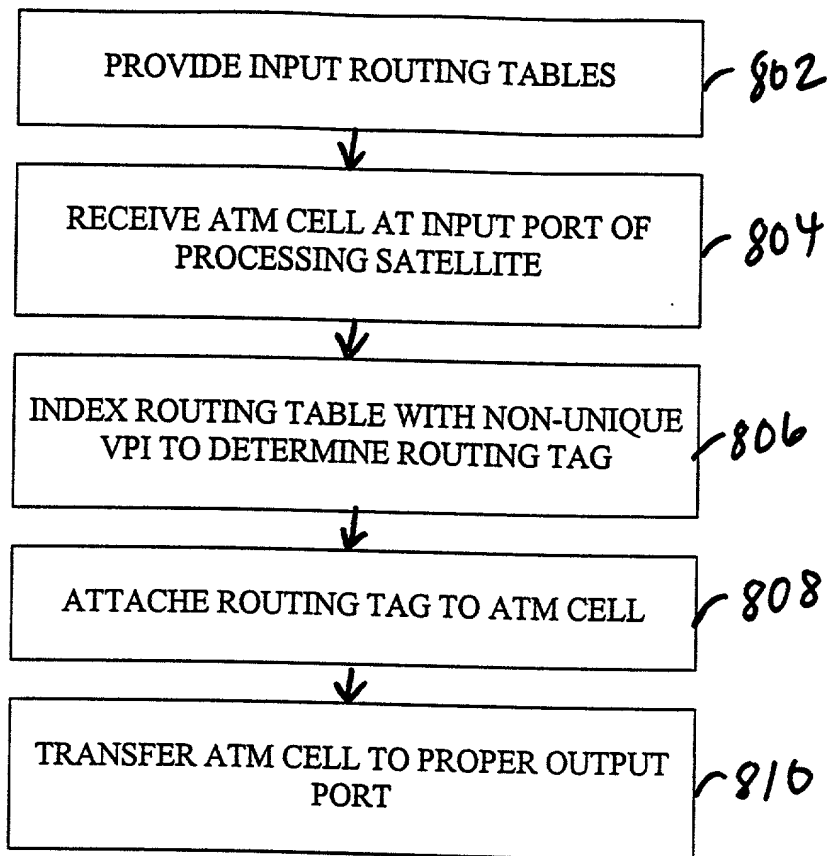 PROVIDE INPUT ROUTING TABLES
802
RECEIVE ATM CELL AT INPUT PORT OF
PROCESSING SATELLITE
804
INDEX ROUTING TABLE WITH NON-UNIQUE
VPI TO DETERMINE ROUTING TAG
806
ATTACHE ROUTING TAG TO ATM CELL
808
TRANSFER ATM CELL TO PROPER OUTPUT
PORT
810